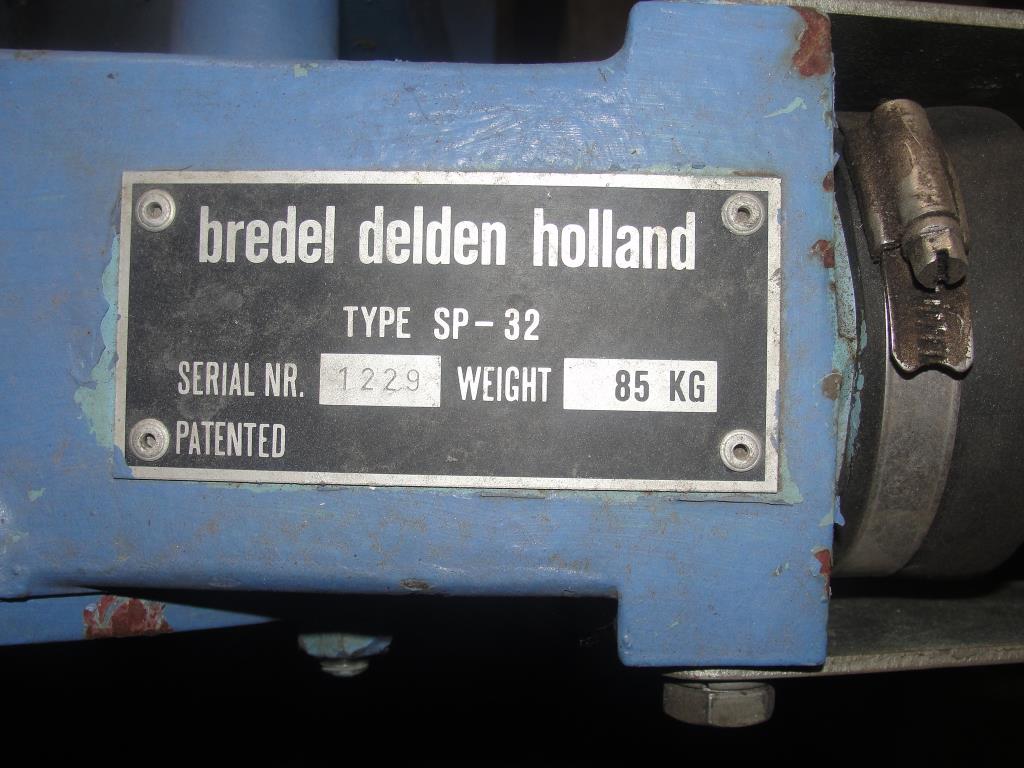 bredel delden holland
TYPE SP-32
SERIAL NR. 1229 WEIGHT 85 KG
PATENTED